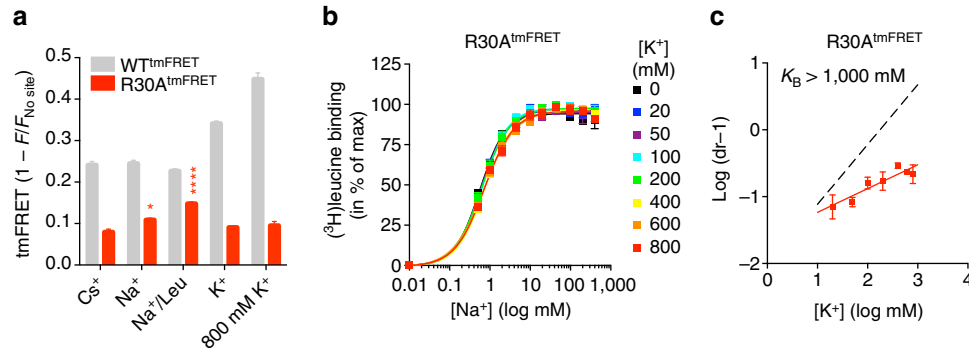 a
tmFRET (1 – F/F_No site)
0.5
0.4
0.3
0.2
0.1
0.0
WT^tmFRET
R30A^tmFRET
*
****
Cs⁺
Na⁺
Na⁺/Leu
K⁺
800 mM K⁺
b
R30A^tmFRET
(³H)leucine binding
(in % of max)
125
100
75
50
25
0
0.01 0.1 1 10 100 1,000
[Na⁺] (log mM)
[K⁺]
(mM)
0
20
50
100
200
400
600
800
c
R30A^tmFRET
K_B > 1,000 mM
Log (dr–1)
1
0
−1
−2
0 1 2 3 4
[K⁺] (log mM)